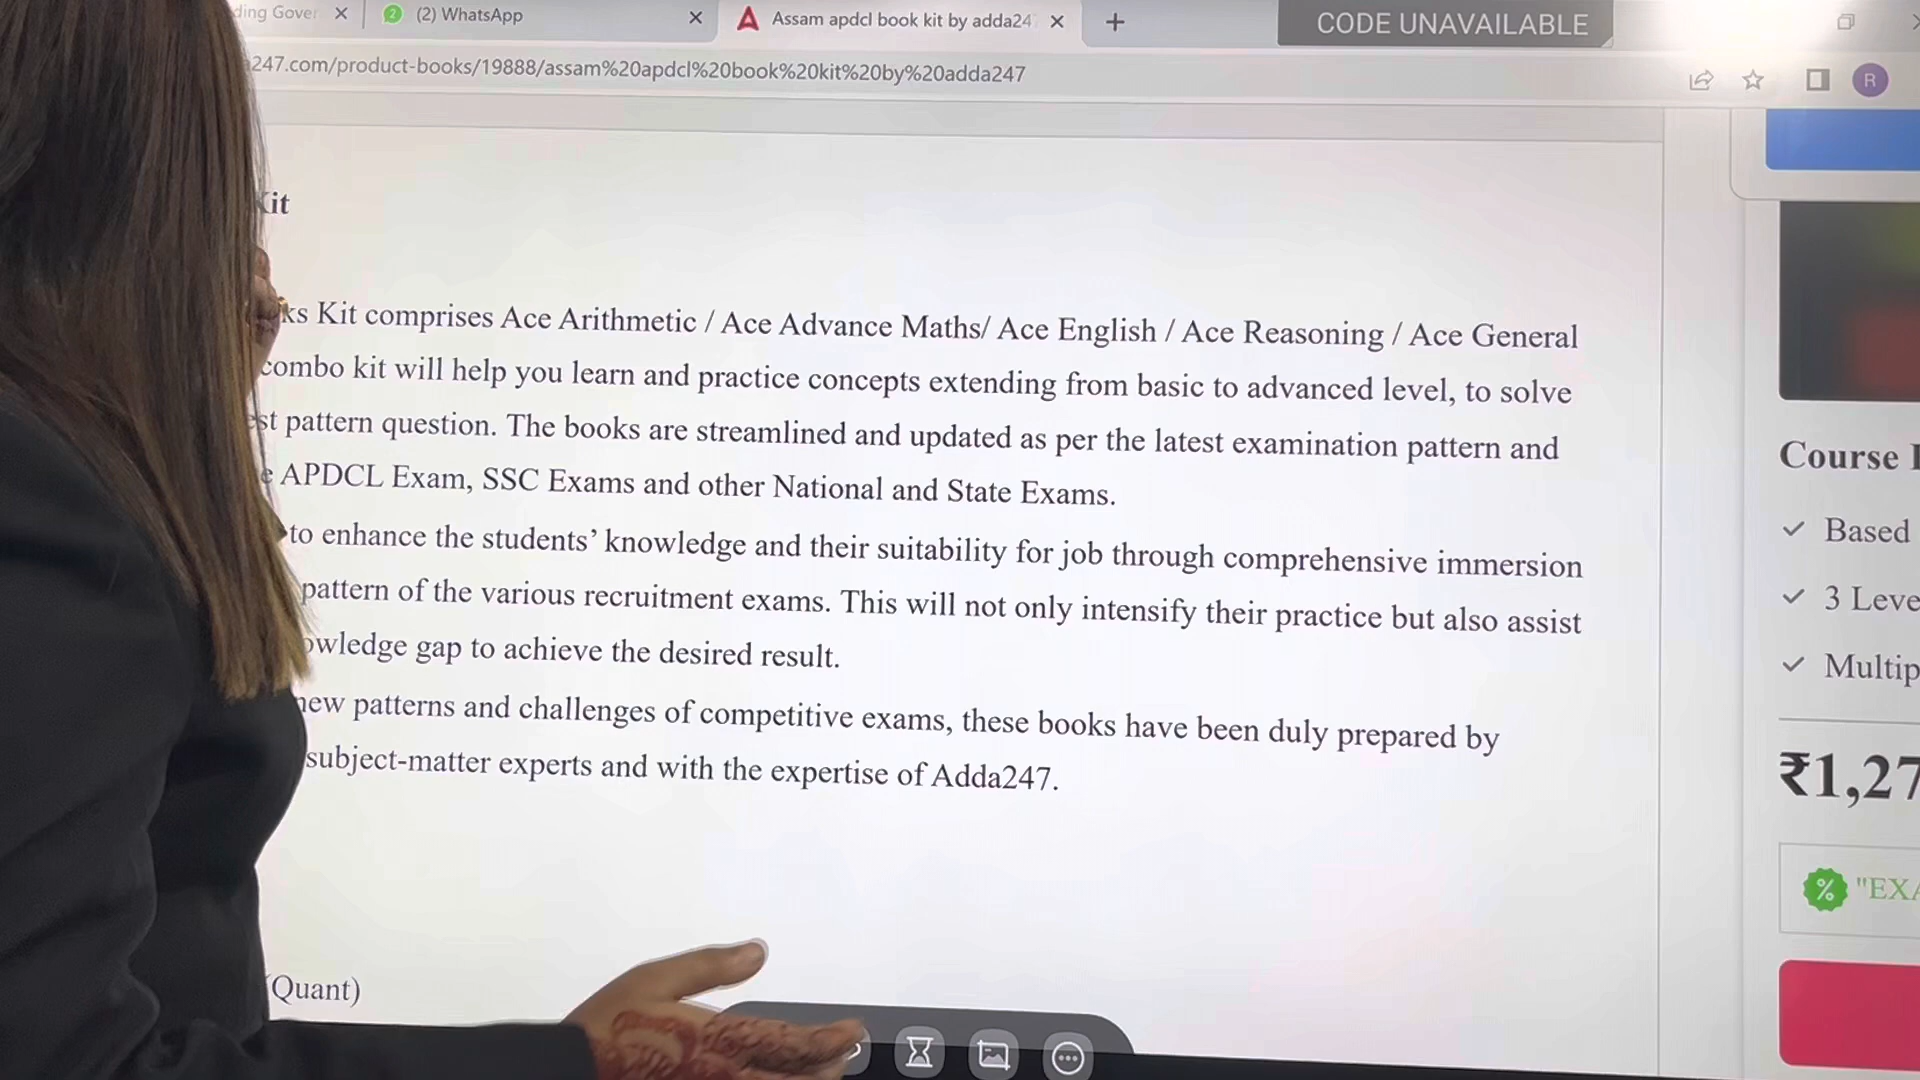 (2) WhatsApp
Assam apdcl book kit by adda24
CODE UNAVAILABLE
247.com/product-books/19888/assam%20apdcl%20book%20kit%20by%20adda247
R
Kit
Kit comprises Ace Arithmetic / Ace Advance Maths/ Ace English / Ace Reasoning / Ace General
combo kit will help you learn and practice concepts extending from basic to advanced level, to solve
pattern question. The books are streamlined and updated as per the latest examination pattern and
APDCL Exam, SSC Exams and other National and State Exams.
to enhance the students' knowledge and their suitability for job through comprehensive immersion
pattern of the various recruitment exams. This will not only intensify their practice but also assist
gap to achieve the desired result.
new patterns and challenges of competitive exams, these books have been duly prepared by
subject-matter experts and with the expertise of Adda247.
(Quant)
Course
Based
3 Leve
Multip
₹1,27
"EXA